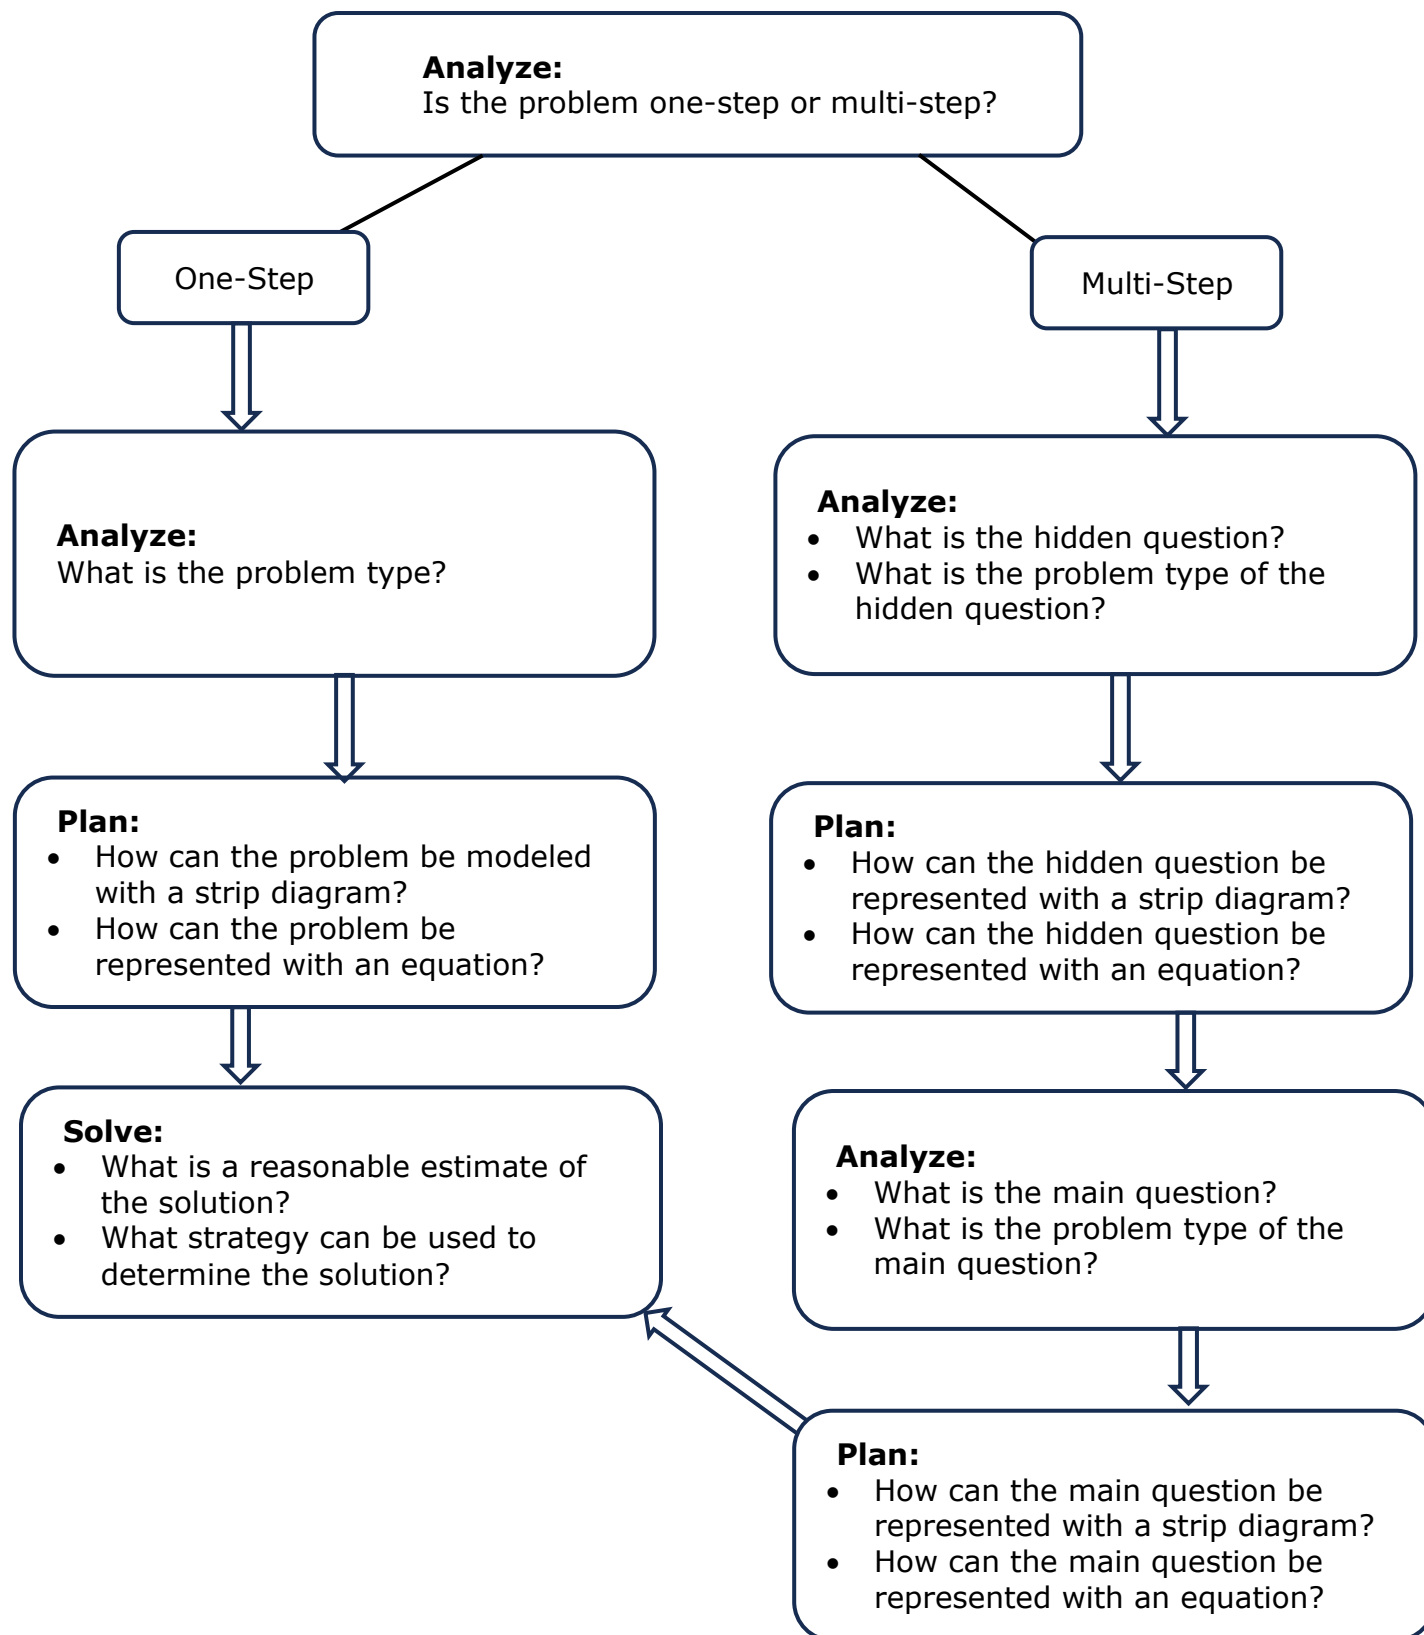 Analyze:
Is the problem one-step or multi-step?
One-Step
Multi-Step
Analyze:
What is the problem type?
Plan:
• How can the problem be modeled
with a strip diagram?
• How can the problem be
represented with an equation?
Solve:
• What is a reasonable estimate of
the solution?
• What strategy can be used to
determine the solution?
Analyze:
• What is the hidden question?
• What is the problem type of the
hidden question?
Plan:
• How can the hidden question be
represented with a strip diagram?
• How can the hidden question be
represented with an equation?
Analyze:
• What is the main question?
• What is the problem type of the
main question?
Plan:
• How can the main question be
represented with a strip diagram?
• How can the main question be
represented with an equation?